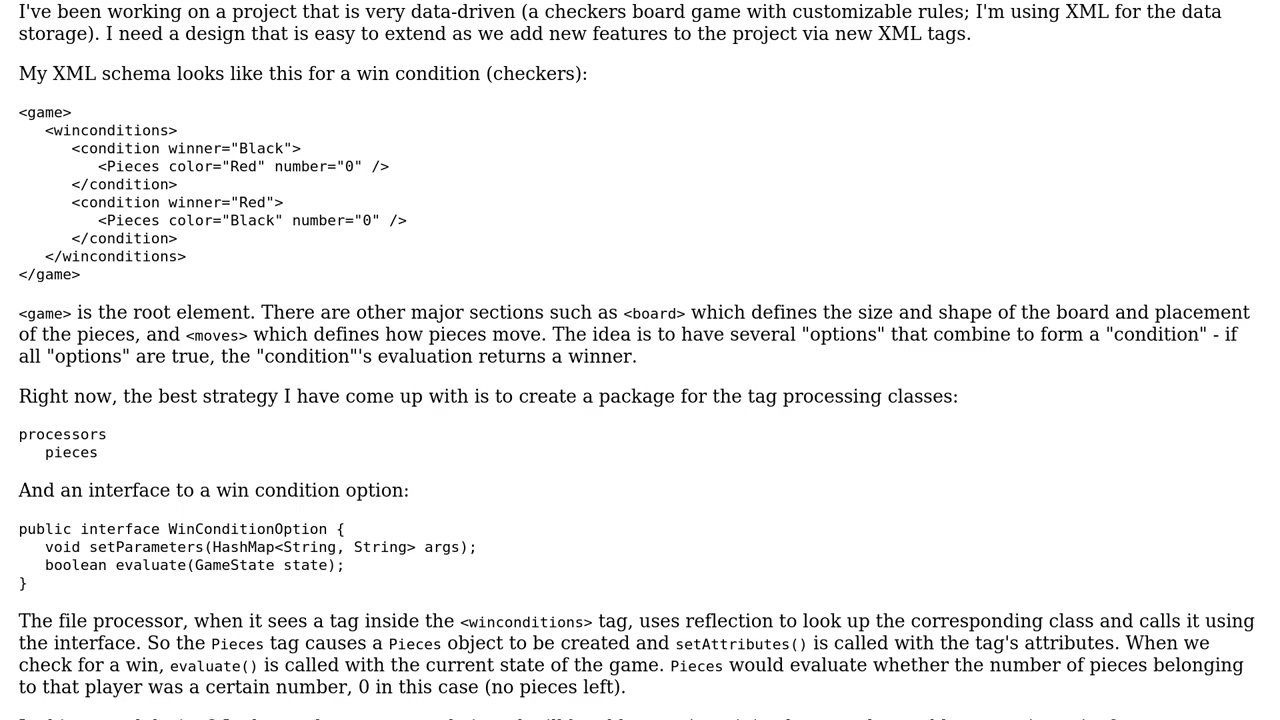 I've been working on a project that is very data-driven (a checkers board game with customizable rules; I'm using XML for the data
storage). I need a design that is easy to extend as we add new features to the project via new XML tags.
My XML schema looks like this for a win condition (checkers):
<game>
   <winconditions>
      <condition winner="Black">
         <Pieces color="Red" number="0" />
      </condition>
      <condition winner="Red">
         <Pieces color="Black" number="0" />
      </condition>
   </winconditions>
</game>
<game> is the root element. There are other major sections such as <board> which defines the size and shape of the board and placement
of the pieces, and <moves> which defines how pieces move. The idea is to have several "options" that combine to form a "condition" - if
all "options" are true, the "condition"'s evaluation returns a winner.
Right now, the best strategy I have come up with is to create a package for the tag processing classes:
processors
   pieces
And an interface to a win condition option:
public interface WinConditionOption {
   void setParameters(HashMap<String, String> args);
   boolean evaluate(GameState state);
}
The file processor, when it sees a tag inside the <winconditions> tag, uses reflection to look up the corresponding class and calls it using
the interface. So the Pieces tag causes a Pieces object to be created and setAttributes() is called with the tag's attributes. When we
check for a win, evaluate() is called with the current state of the game. Pieces would evaluate whether the number of pieces belonging
to that player was a certain number, 0 in this case (no pieces left).